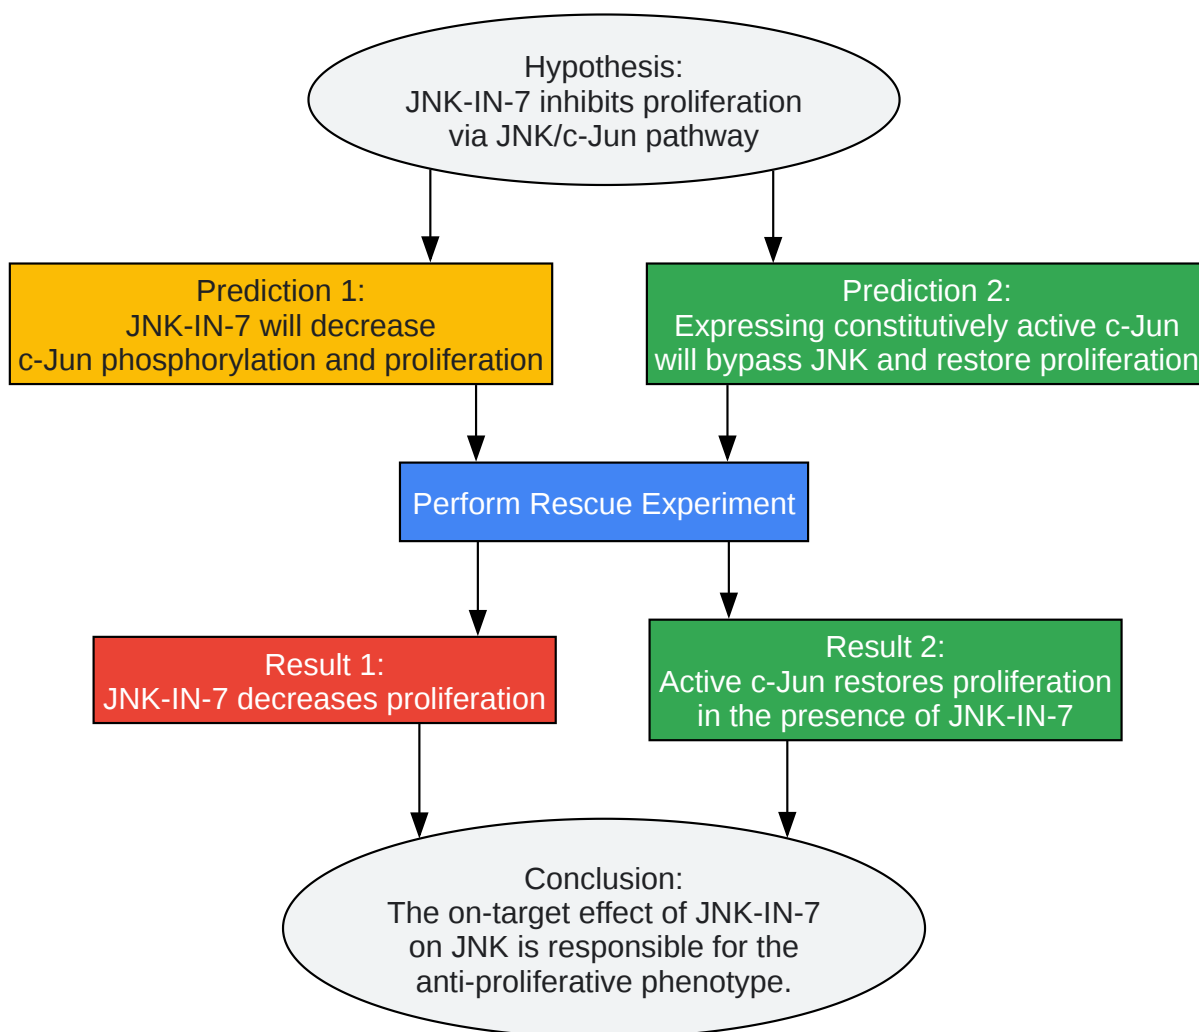 Hypothesis:
JNK-IN-7 inhibits proliferation
via JNK/c-Jun pathway
Prediction 1:
JNK-IN-7 will decrease
c-Jun phosphorylation and proliferation
Prediction 2:
Expressing constitutively active c-Jun
will bypass JNK and restore proliferation
Perform Rescue Experiment
Result 1:
JNK-IN-7 decreases proliferation
Result 2:
Active c-Jun restores proliferation
in the presence of JNK-IN-7
Conclusion:
The on-target effect of JNK-IN-7
on JNK is responsible for the
anti-proliferative phenotype.